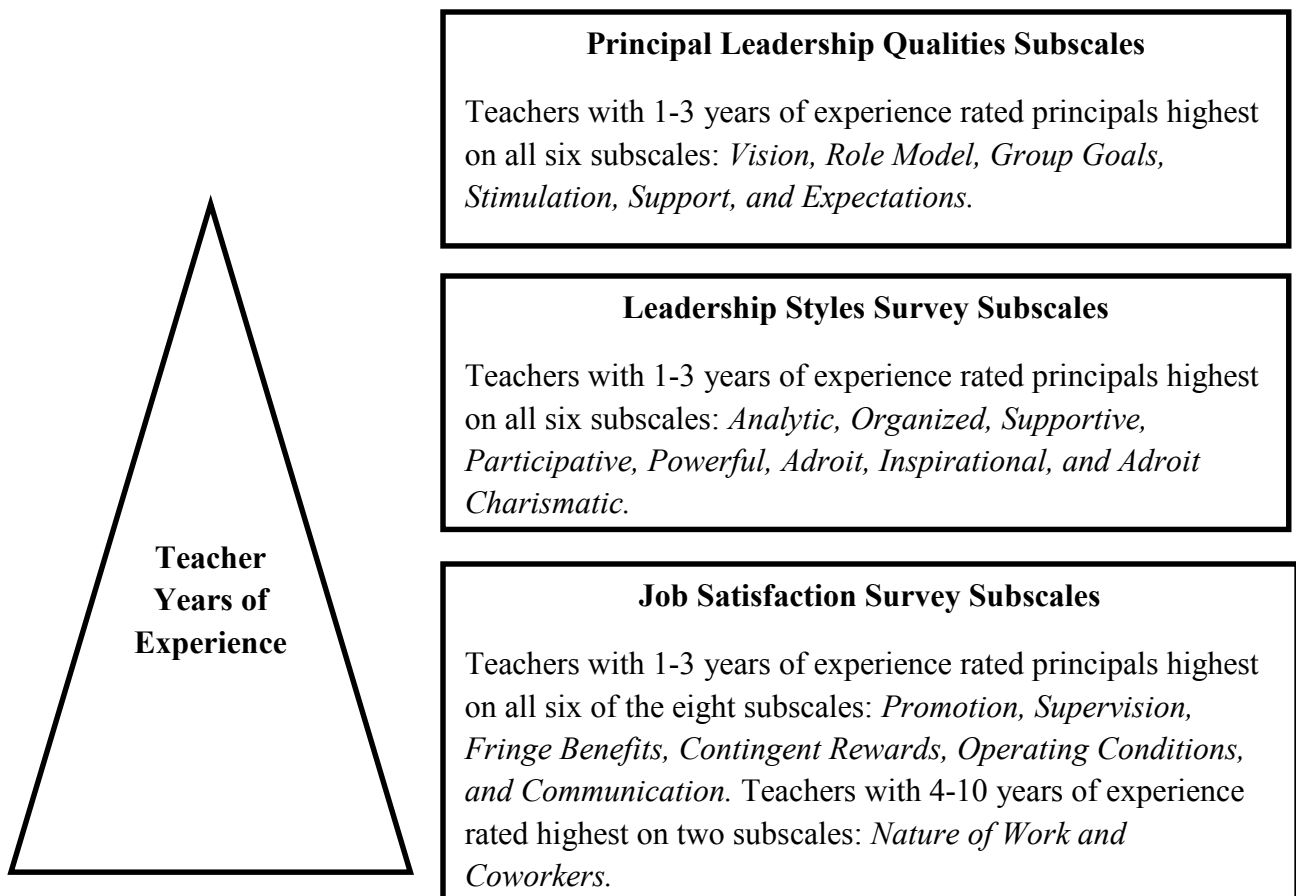 Principal Leadership Qualities Subscales
Teachers with 1-3 years of experience rated principals highest
on all six subscales: Vision, Role Model, Group Goals,
Stimulation, Support, and Expectations.
Leadership Styles Survey Subscales
Teachers with 1-3 years of experience rated principals highest
on all six subscales: Analytic, Organized, Supportive,
Participative, Powerful, Adroit, Inspirational, and Adroit
Charismatic.
Teacher
Years of
Experience
Job Satisfaction Survey Subscales
Teachers with 1-3 years of experience rated principals highest
on all six of the eight subscales: Promotion, Supervision,
Fringe Benefits, Contingent Rewards, Operating Conditions,
and Communication. Teachers with 4-10 years of experience
rated highest on two subscales: Nature of Work and
Coworkers.